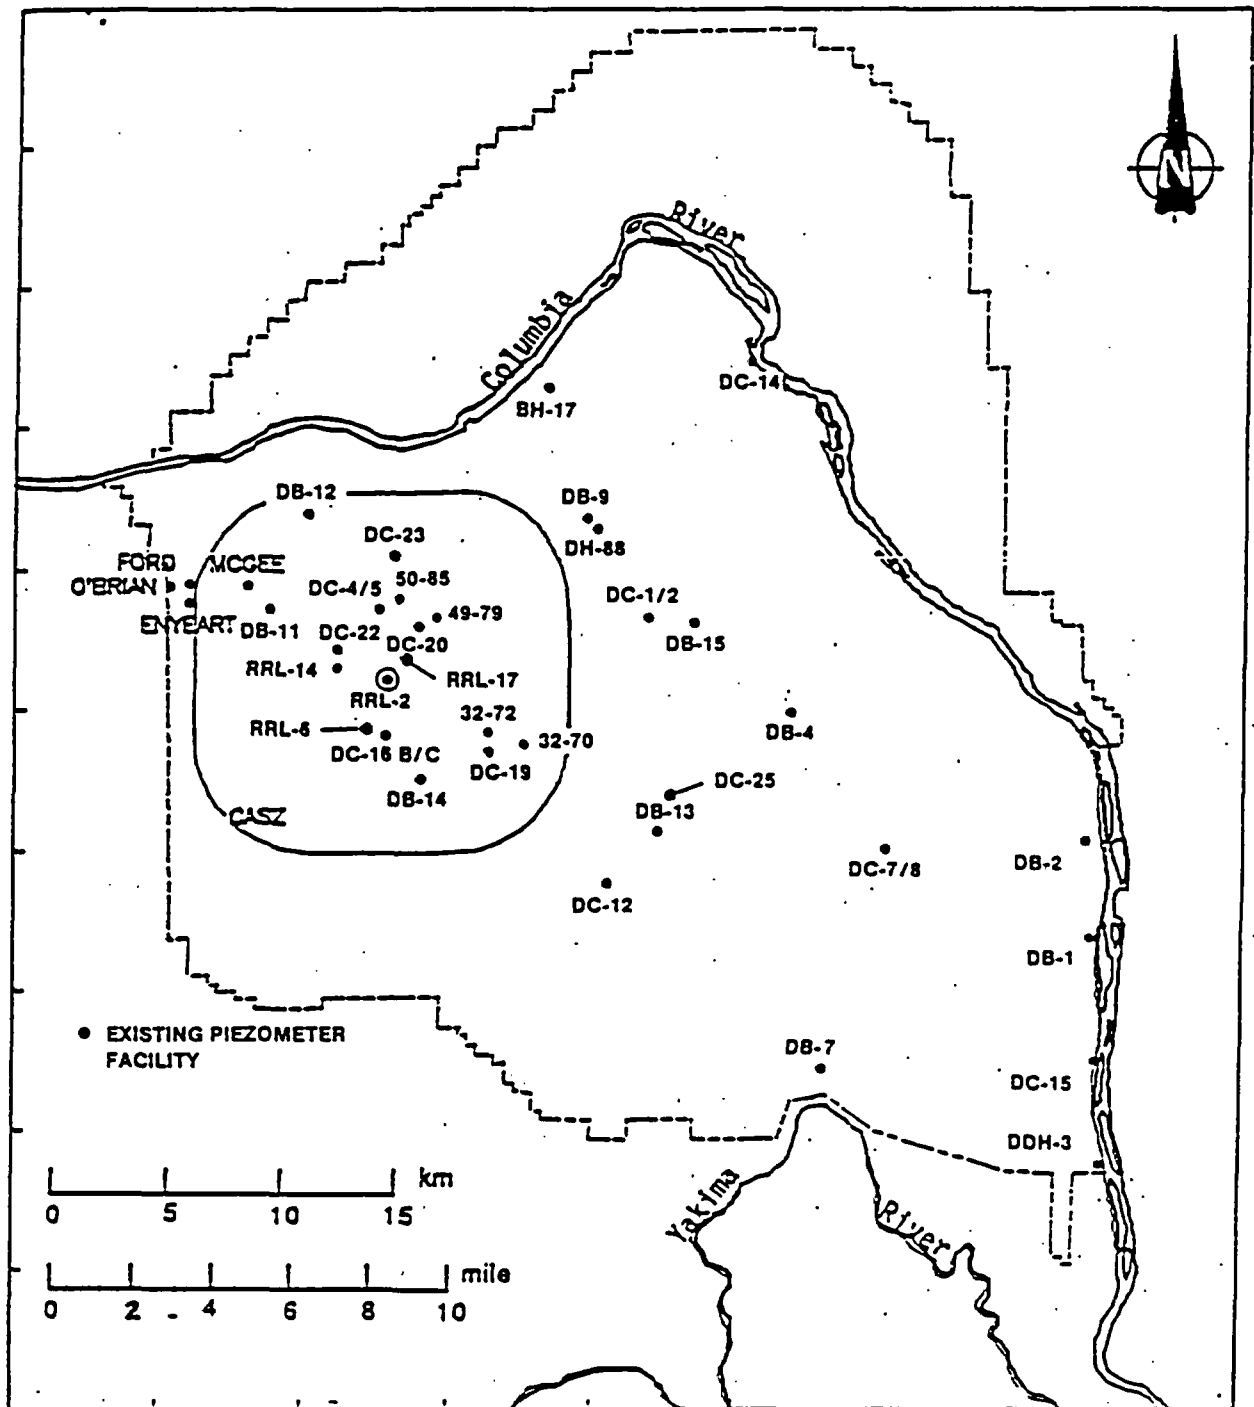 N
River
Columbia
DC-14
BH-17
DB-12
DB-9
DC-23
DH-88
FORD
MCGEE
O'BRIAN
DC-4/5
50-85
DC-1/2
49-79
ENYEART
DB-11
DC-22
DC-20
DB-15
RRL-14
RRL-17
RRL-2
32-72
RRL-6
32-70
DB-4
DC-16 B/C
DC-19
DC-25
DB-14
DB-13
CASZ
DC-7/8
DB-2
DC-12
DB-1
EXISTING PIEZOMETER
FACILITY
DB-7
DC-15
DDH-3
km
0 5 10 15
Yakima
River
mile
0 2 4 6 8 10